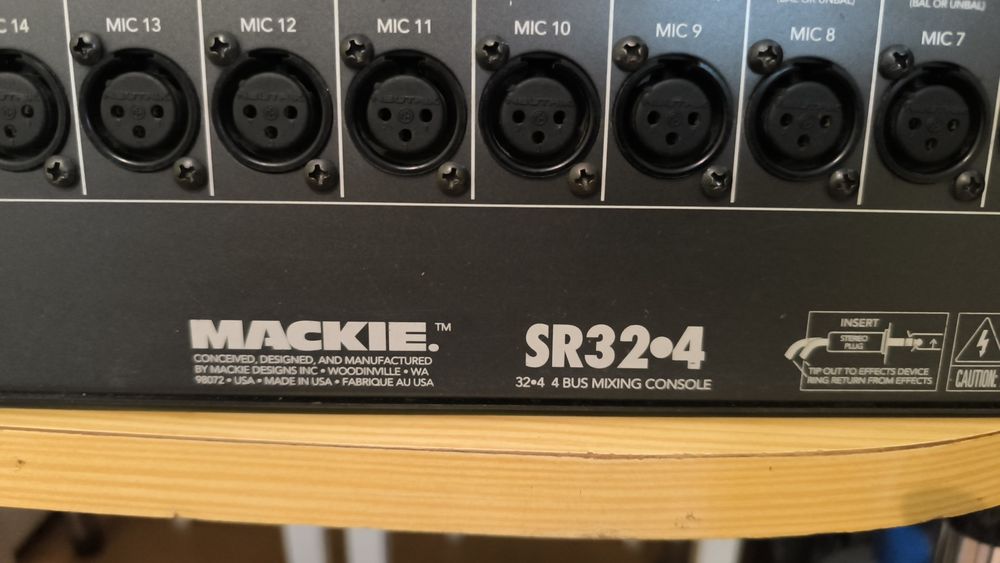 (BAL OR UNBAL)
(BAL OR UNBAL)
C 14
MIC 13
MIC 12
MIC 11
MIC 10
MIC 9
MIC 8
MIC 7
NEUTRIK
NEUTRIK
NEUTRIK
MACKIE.™
CONCEIVED, DESIGNED, AND MANUFACTURED
BY MACKIE DESIGNS INC • WOODINVILLE • WA
98072 • USA • MADE IN USA • FABRIQUE AU USA
SR32•4
32•4 4 BUS MIXING CONSOLE
INSERT
STEREO
PLUG
TIP OUT TO EFFECTS DEVICE
RING RETURN FROM EFFECTS
CAUTION: